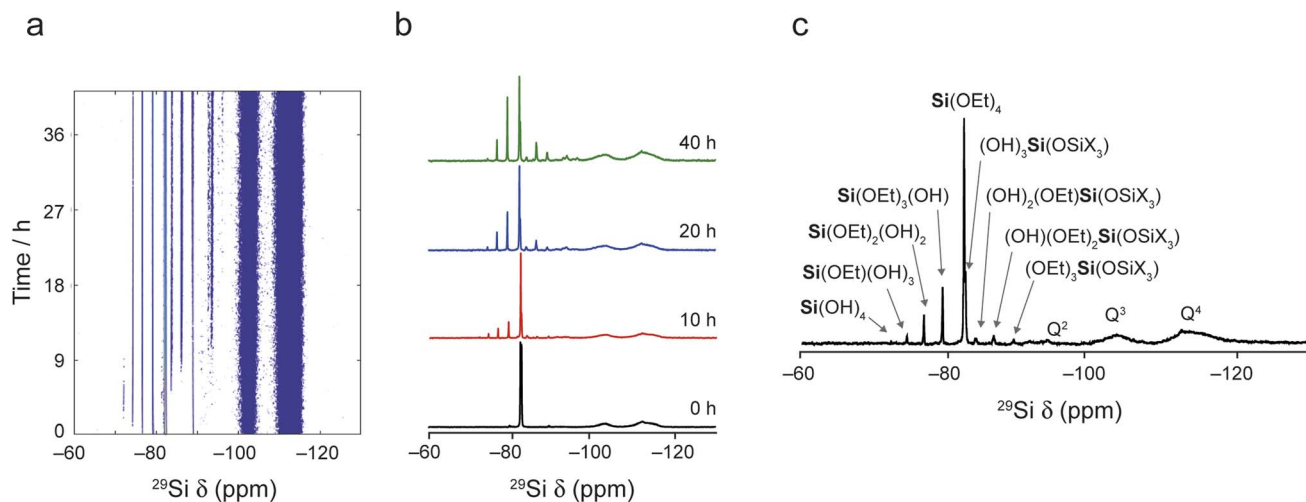 a
36
27
18
9
0
Time / h
−60
−80
−100
−120
²⁹Si δ (ppm)
b
40 h
20 h
10 h
0 h
−60
−80
−100
−120
²⁹Si δ (ppm)
c
Si(OEt)₄
(OH)₃Si(OSiX₃)
Si(OEt)₃(OH)
(OH)₂(OEt)Si(OSiX₃)
Si(OEt)₂(OH)₂
(OH)(OEt)₂Si(OSiX₃)
Si(OEt)(OH)₃
(OEt)₃Si(OSiX₃)
Si(OH)₄
Q²
Q³
Q⁴
−60
−80
−100
−120
²⁹Si δ (ppm)